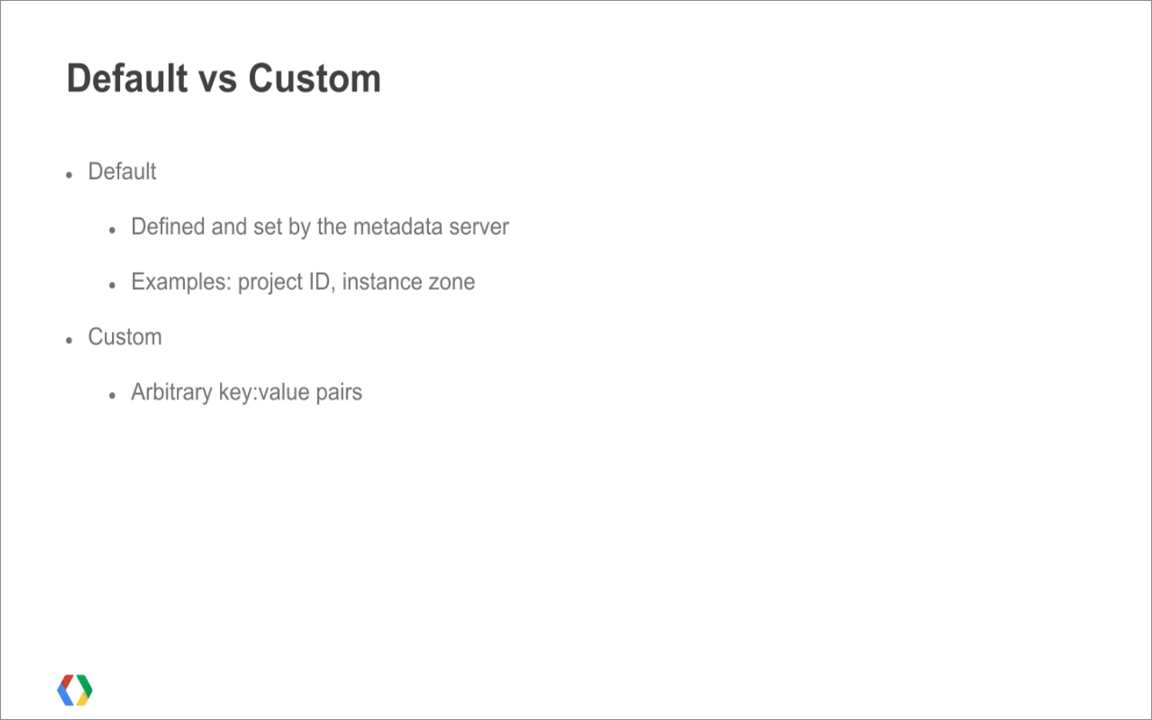 Default vs Custom
• Default
• Defined and set by the metadata server
• Examples: project ID, instance zone
• Custom
• Arbitrary key:value pairs